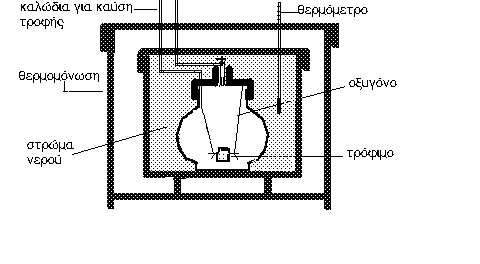 καλώδια για καύση
τροφής
θερμόμετρο
θερμομόνωση
οξυγόνο
στρώμα
νερού
τρόφιμο